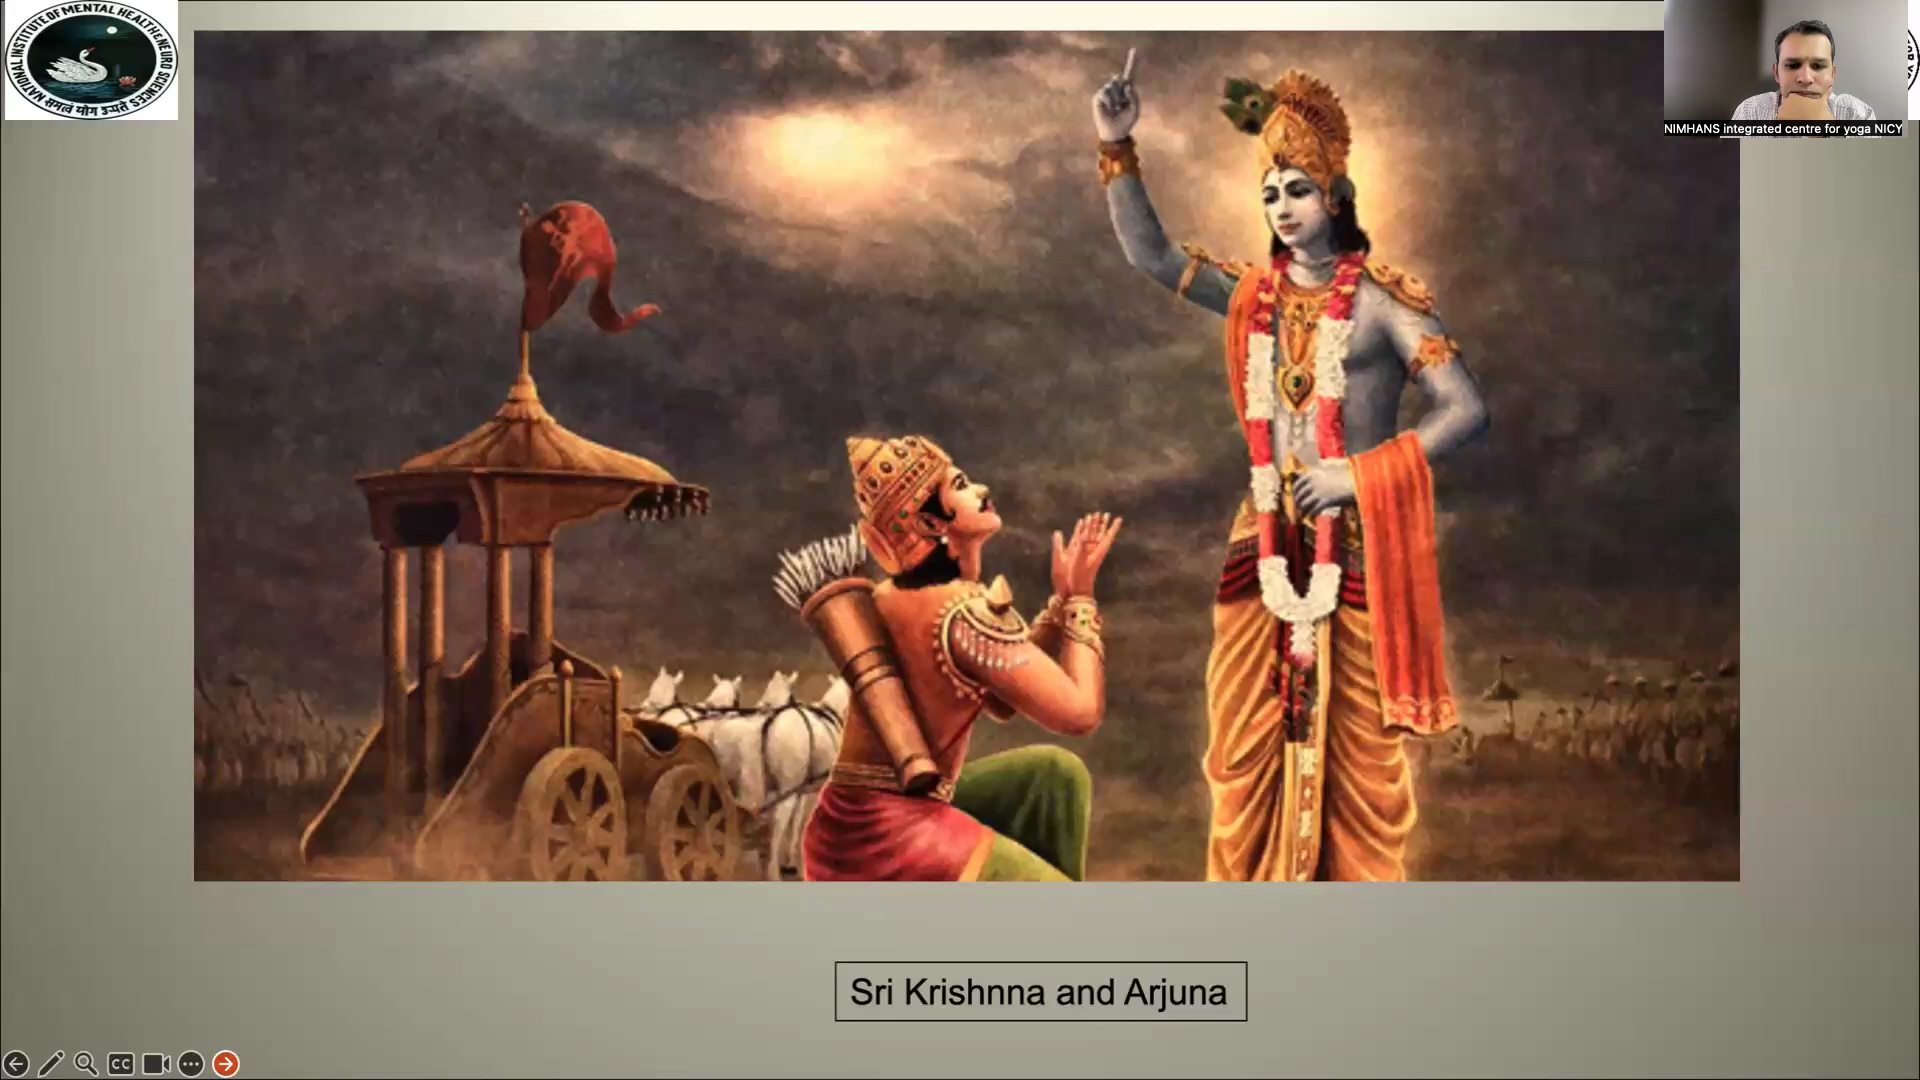 NATIONAL INSTITUTE OF MENTAL HEALTH & NEURO SCIENCES
समत्वं योग उच्यते
NIMHANS integrated centre for yoga NICY
Sri Krishnna and Arjuna
CC